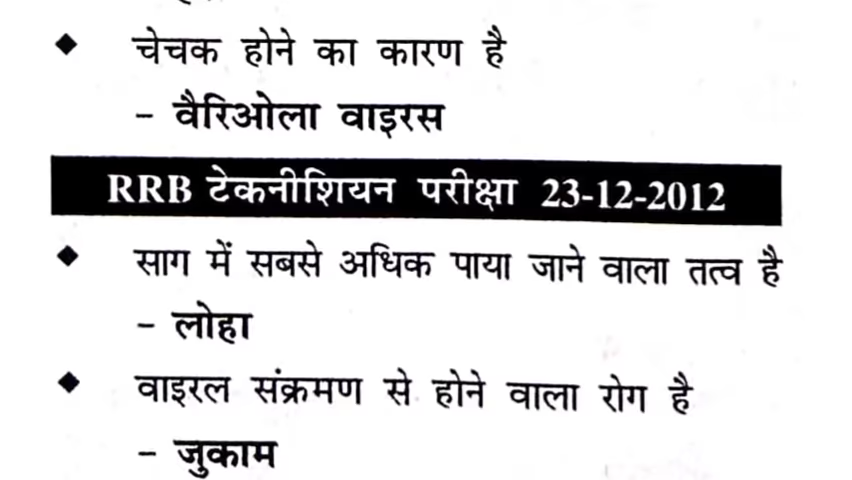 ◆ चेचक होने का कारण है
– वैरिओला वाइरस
RRB टेकनीशियन परीक्षा 23-12-2012
◆ साग में सबसे अधिक पाया जाने वाला तत्व है
– लोहा
◆ वाइरल संक्रमण से होने वाला रोग है
– जुकाम